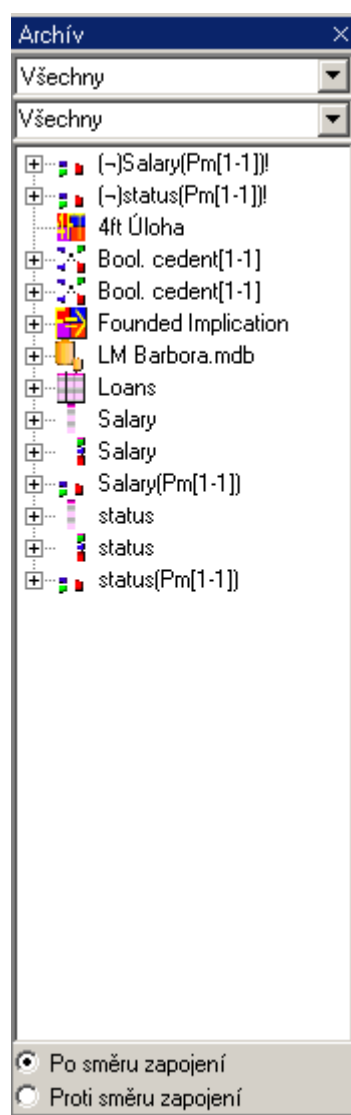 Archív
Všechny
Všechny
(¬)Salary(Pm[1-1])!
(¬)status(Pm[1-1])!
4ft Úloha
Bool. cedent[1-1]
Bool. cedent[1-1]
Founded Implication
LM Barbora.mdb
Loans
Salary
Salary
Salary(Pm[1-1])
status
status
status(Pm[1-1])
Po směru zapojení
Proti směru zapojení